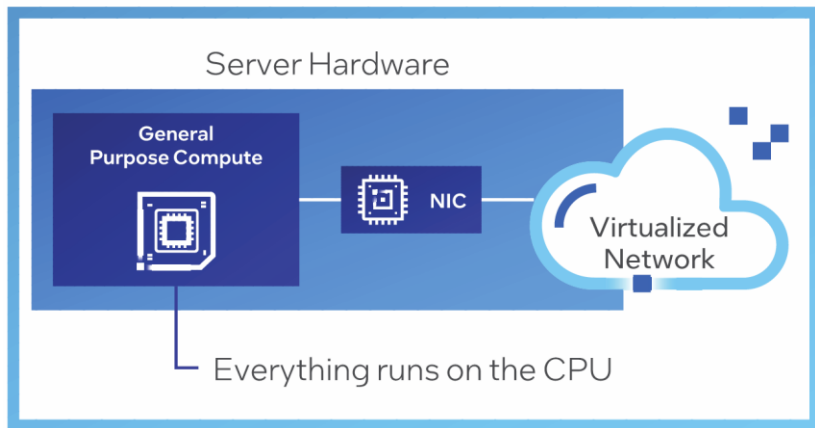 Server Hardware
General
Purpose Compute
NIC
Virtualized
Network
Everything runs on the CPU